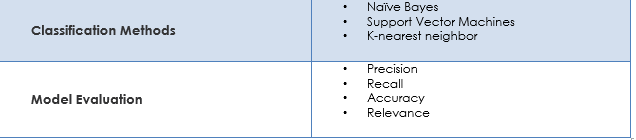 Classification Methods
• Naïve Bayes
• Support Vector Machines
• K-nearest neighbor
Model Evaluation
• Precision
• Recall
• Accuracy
• Relevance